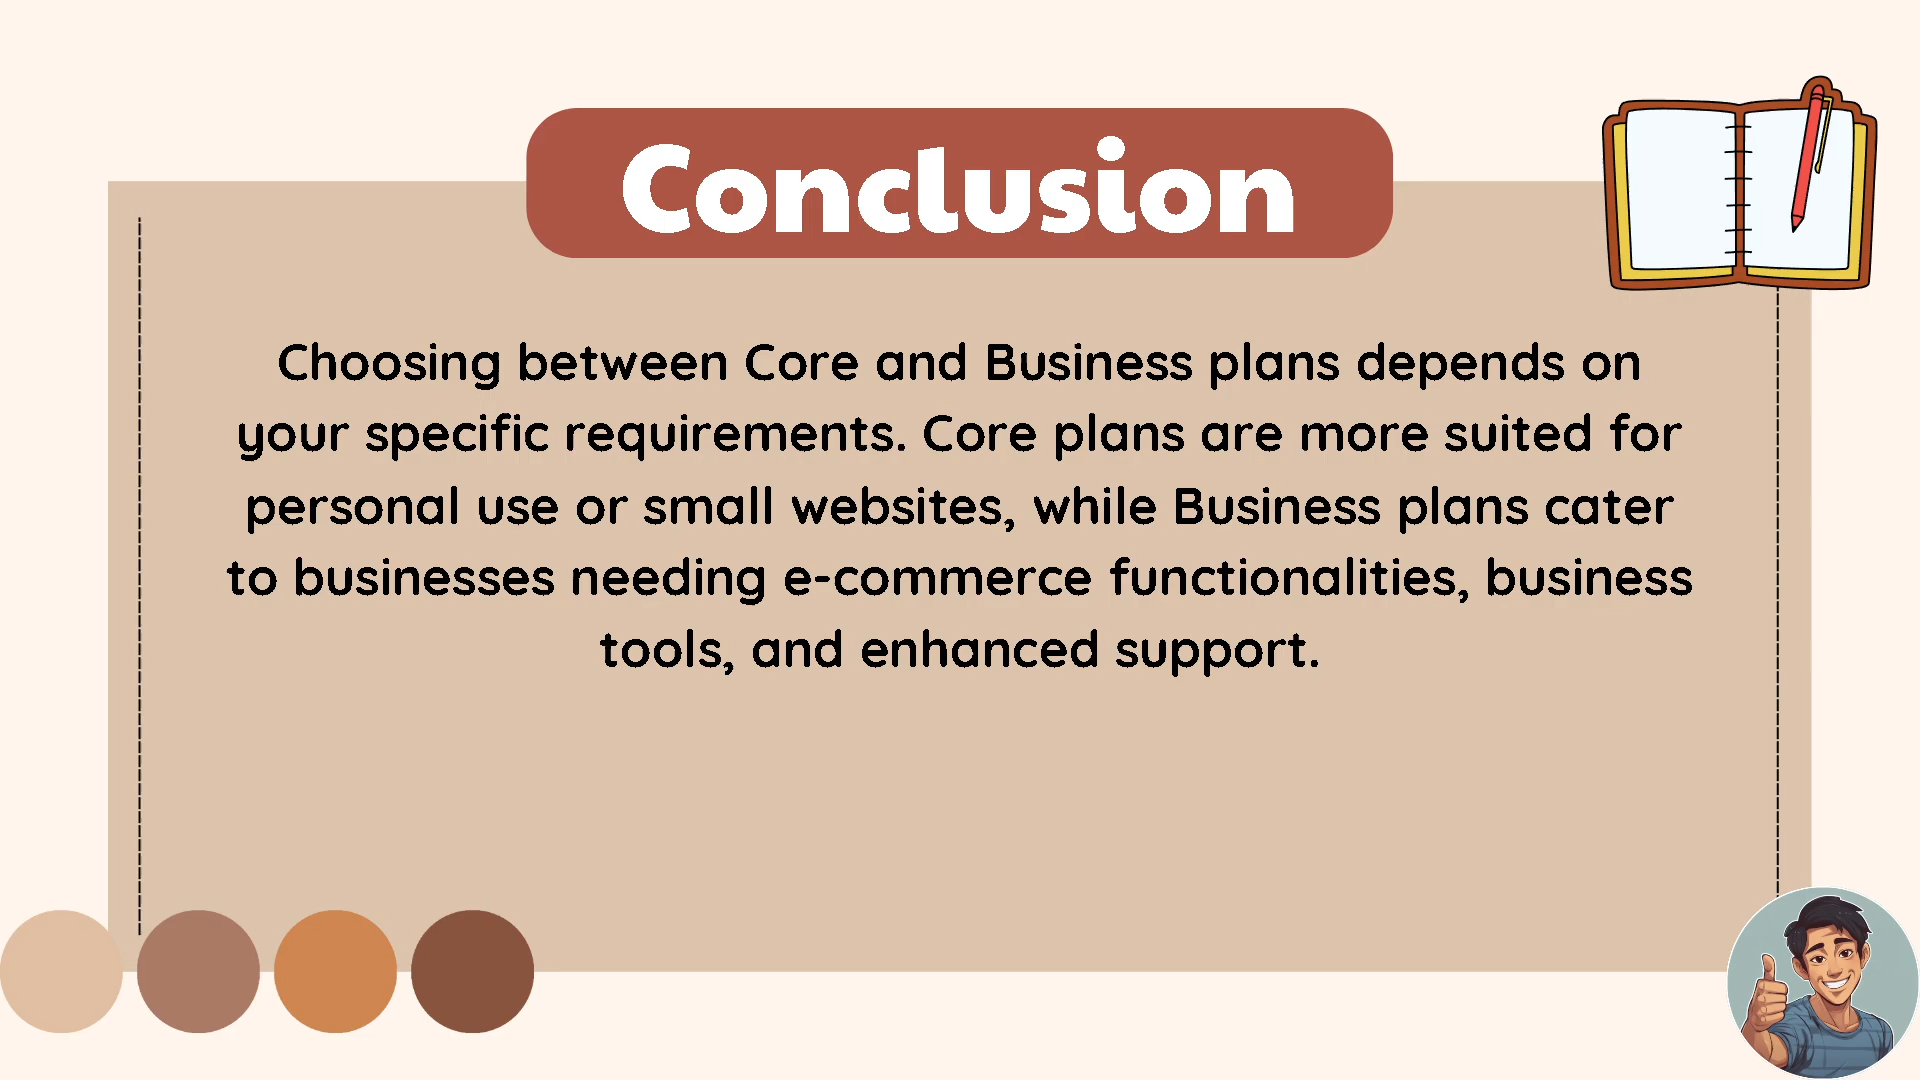 Conclusion
Choosing between Core and Business plans depends on
your specific requirements. Core plans are more suited for
personal use or small websites, while Business plans cater
to businesses needing e-commerce functionalities, business
tools, and enhanced support.